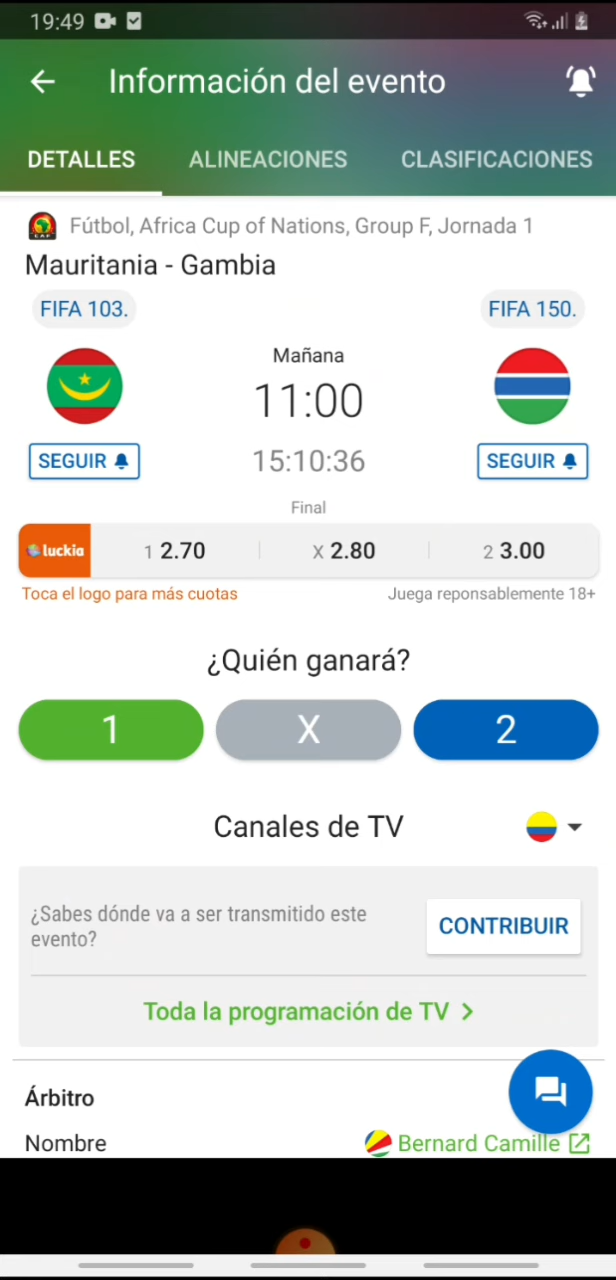 19:49
Información del evento
DETALLES ALINEACIONES CLASIFICACIONES
Fútbol, Africa Cup of Nations, Group F, Jornada 1
Mauritania - Gambia
FIFA 103. FIFA 150.
Mañana
11:00
SEGUIR 15:10:36 SEGUIR
Final
luckia 1 2.70 X 2.80 2 3.00
Toca el logo para más cuotas Juega reponsablemente 18+
¿Quién ganará?
1 X 2
Canales de TV
¿Sabes dónde va a ser transmitido este
evento?
CONTRIBUIR
Toda la programación de TV >
Árbitro
Nombre Bernard Camille